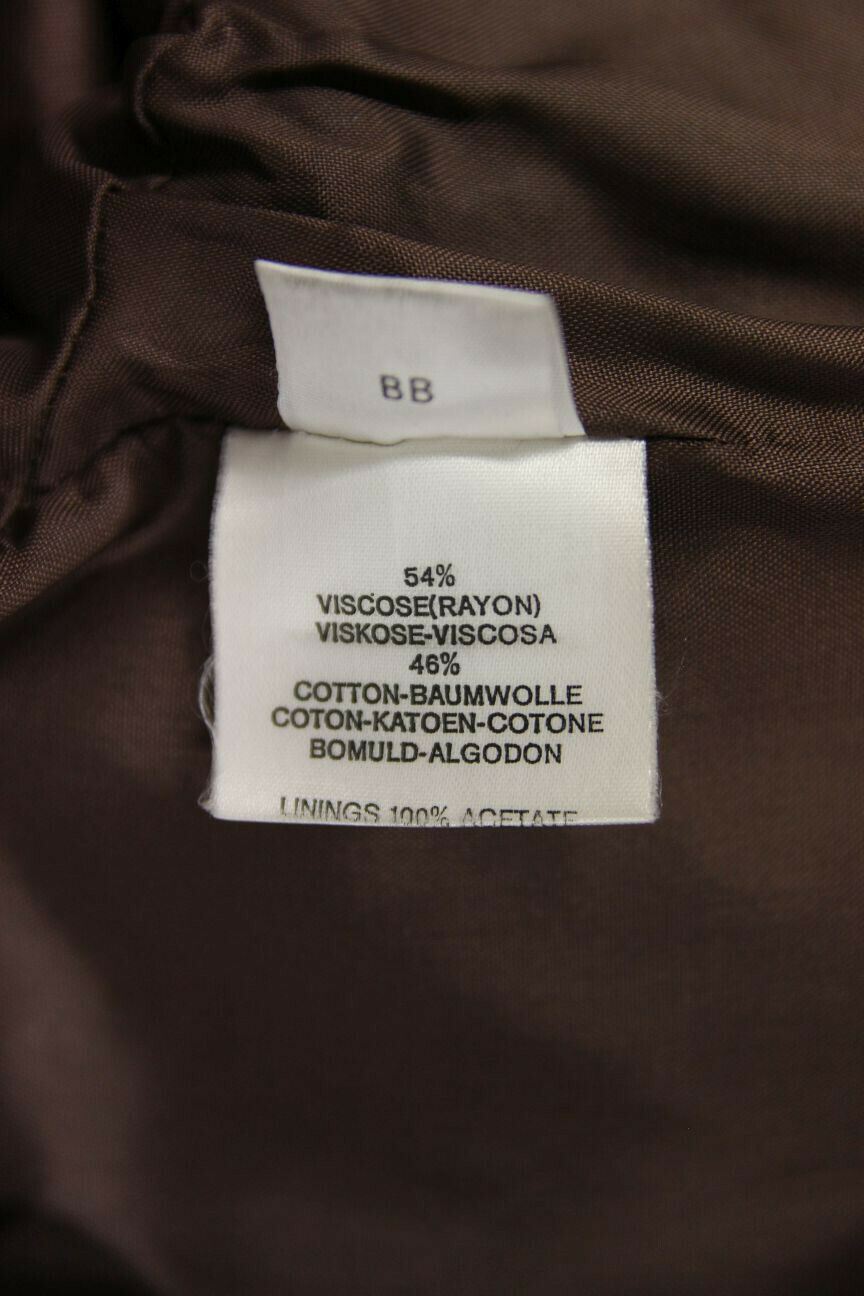 BB
54%
VISCOSE(RAYON)
VISKOSE-VISCOSA
46%
COTTON-BAUMWOLLE
COTON-KATOEN-COTONE
BOMULD-ALGODON
LININGS 100% ACETATE